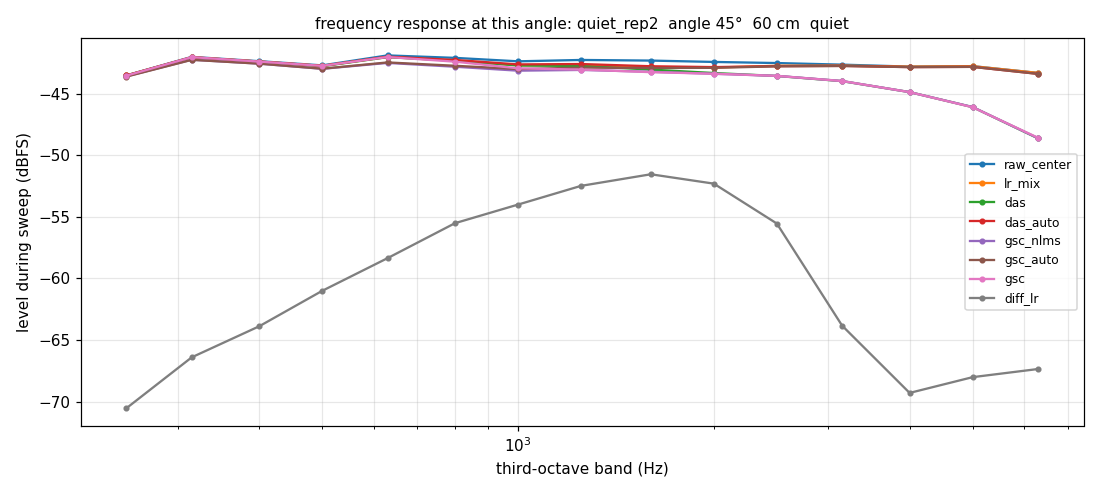 frequency response at this angle: quiet_rep2  angle 45°  60 cm  quiet
level during sweep (dBFS)
−45
−50
−55
−60
−65
−70
raw_center
lr_mix
das
das_auto
gsc_nlms
gsc_auto
gsc
diff_lr
10³
third-octave band (Hz)